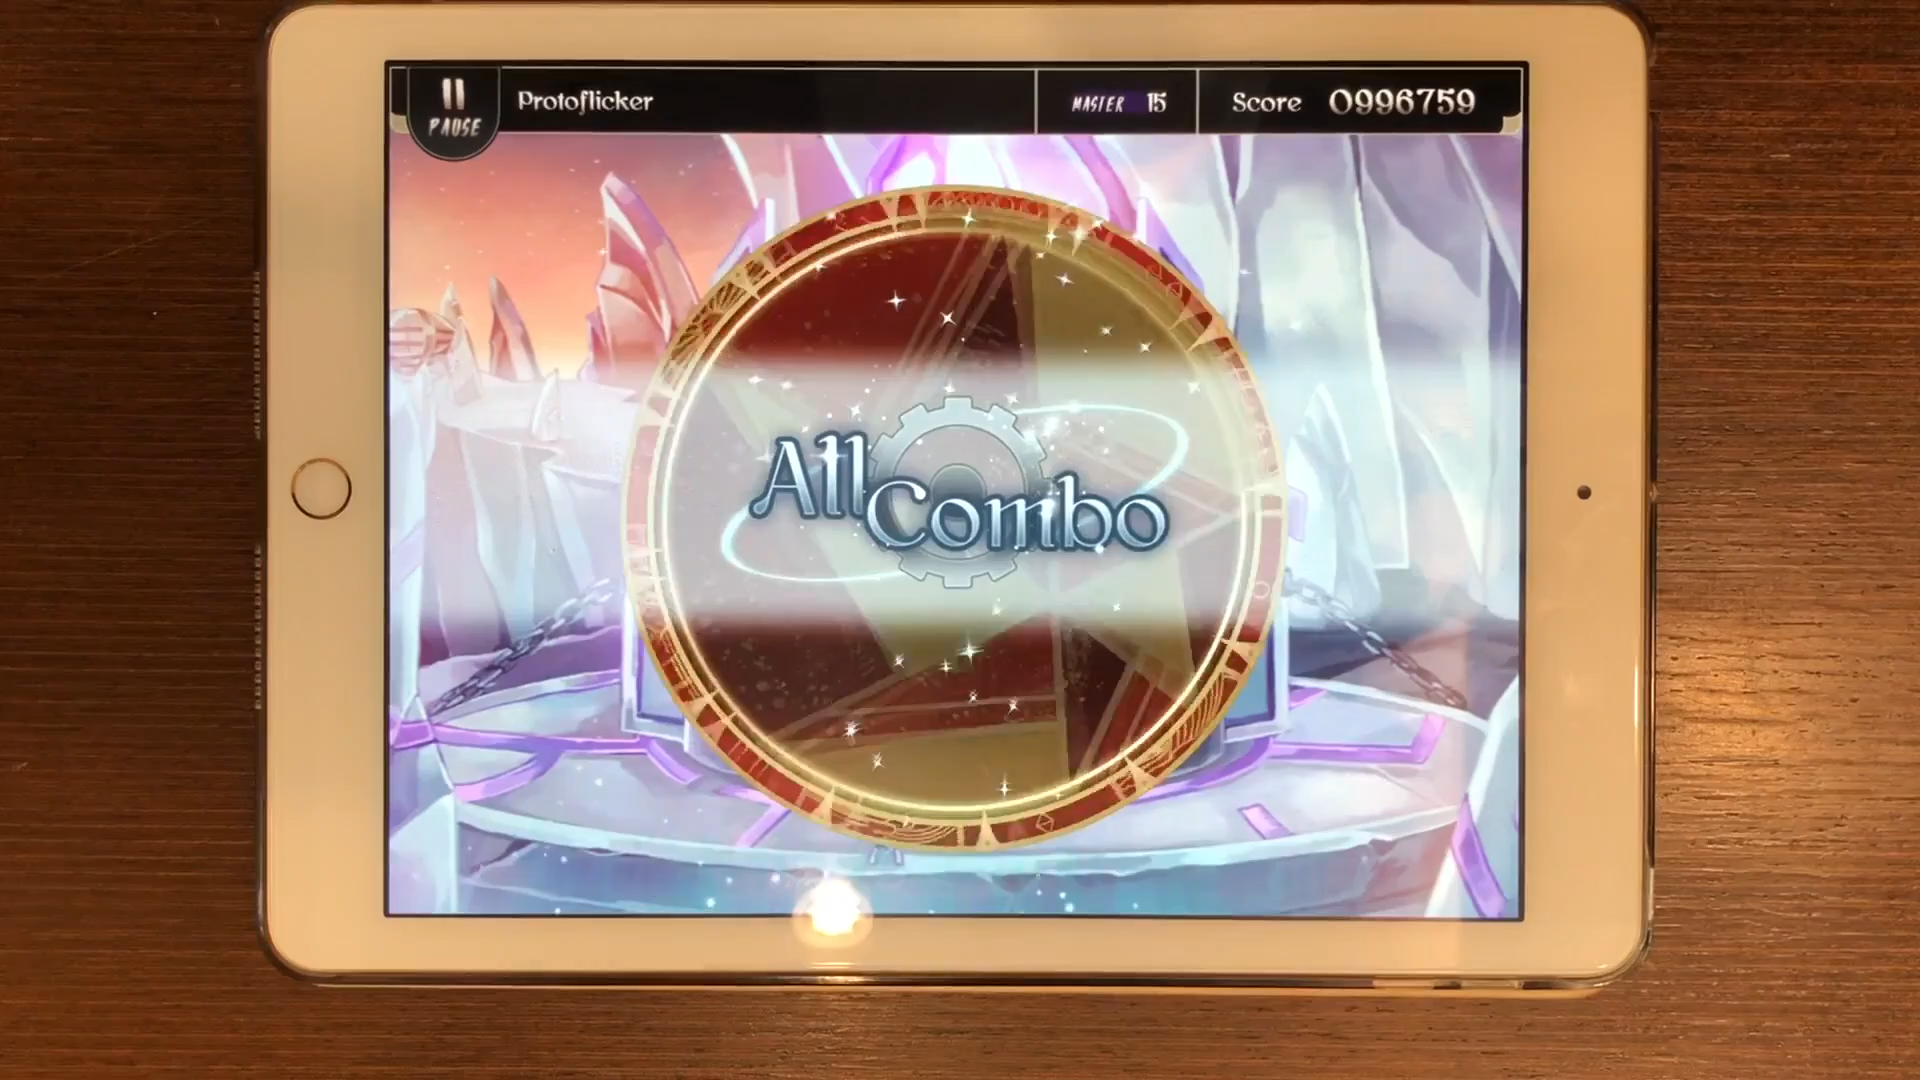 PAUSE
Protoflicker
MASTER 15
Score 0996759
All
Combo